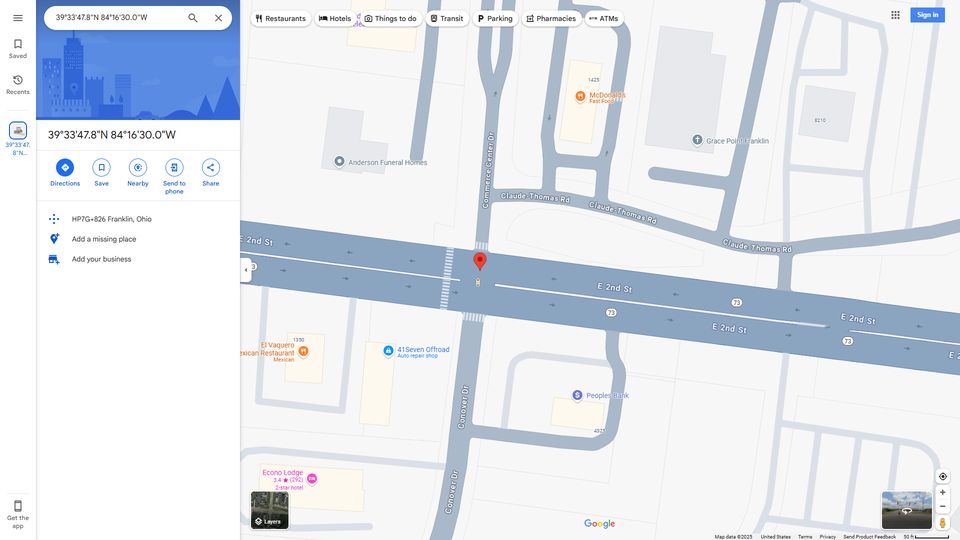 39°33'47.8"N 84°16'30.0"W
Restaurants
Hotels
Things to do
Transit
Parking
Pharmacies
ATMs
Sign in
Saved
Recents
39°33'47.
8"N...
39°33'47.8"N 84°16'30.0"W
Directions
Save
Nearby
Send to
phone
Share
HP7G+826 Franklin, Ohio
Add a missing place
Add your business
Get the
app
1425
McDonald's
Fast Food
8210
Grace Point Franklin
Anderson Funeral Homes
Commerce Center Dr
Claude-Thomas Rd
Claude-Thomas Rd
Claude-Thomas Rd
E 2nd St
E 2nd St
73
73
E 2nd St
E 2nd St
73
E 2
1350
El Vaquero
exican Restaurant
Mexican
41Seven Offroad
Auto repair shop
Peoples Bank
4325
Conover Dr
Conover Dr
Econo Lodge
3.4 ★ (292)
2-star hotel
Layers
Google
Map data ©2025
United States
Terms
Privacy
Send Product Feedback
50 ft